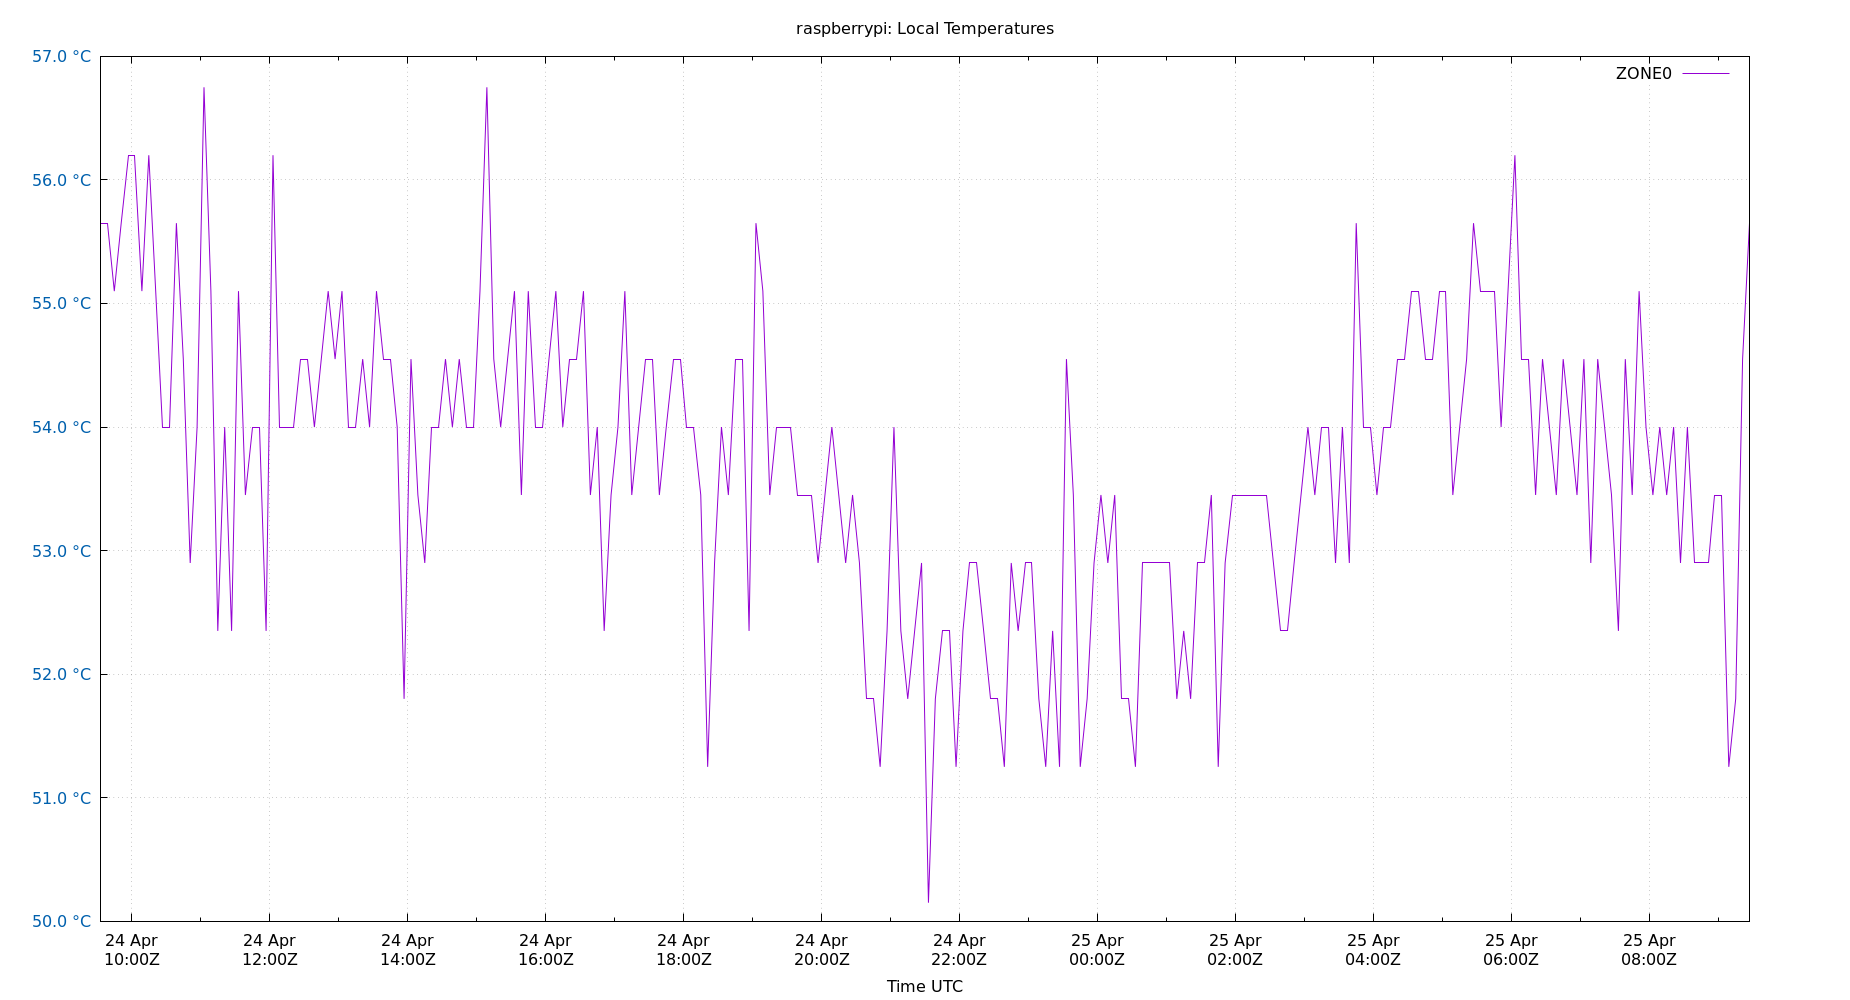 raspberrypi: Local Temperatures
57.0 °C
ZONE0
56.0 °C
55.0 °C
54.0 °C
53.0 °C
52.0 °C
51.0 °C
50.0 °C
24 Apr 24 Apr 24 Apr 24 Apr 24 Apr 24 Apr 24 Apr 25 Apr 25 Apr 25 Apr 25 Apr 25 Apr
10:00Z 12:00Z 14:00Z 16:00Z 18:00Z 20:00Z 22:00Z 00:00Z 02:00Z 04:00Z 06:00Z 08:00Z
Time UTC